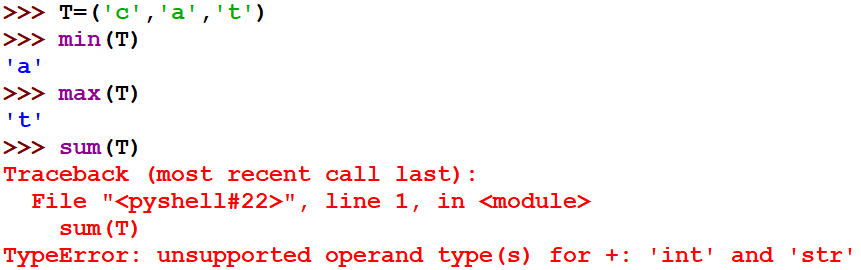 >>> T=('c','a','t')
>>> min(T)
'a'
>>> max(T)
't'
>>> sum(T)
Traceback (most recent call last):
  File "<pyshell#22>", line 1, in <module>
    sum(T)
TypeError: unsupported operand type(s) for +: 'int' and 'str'